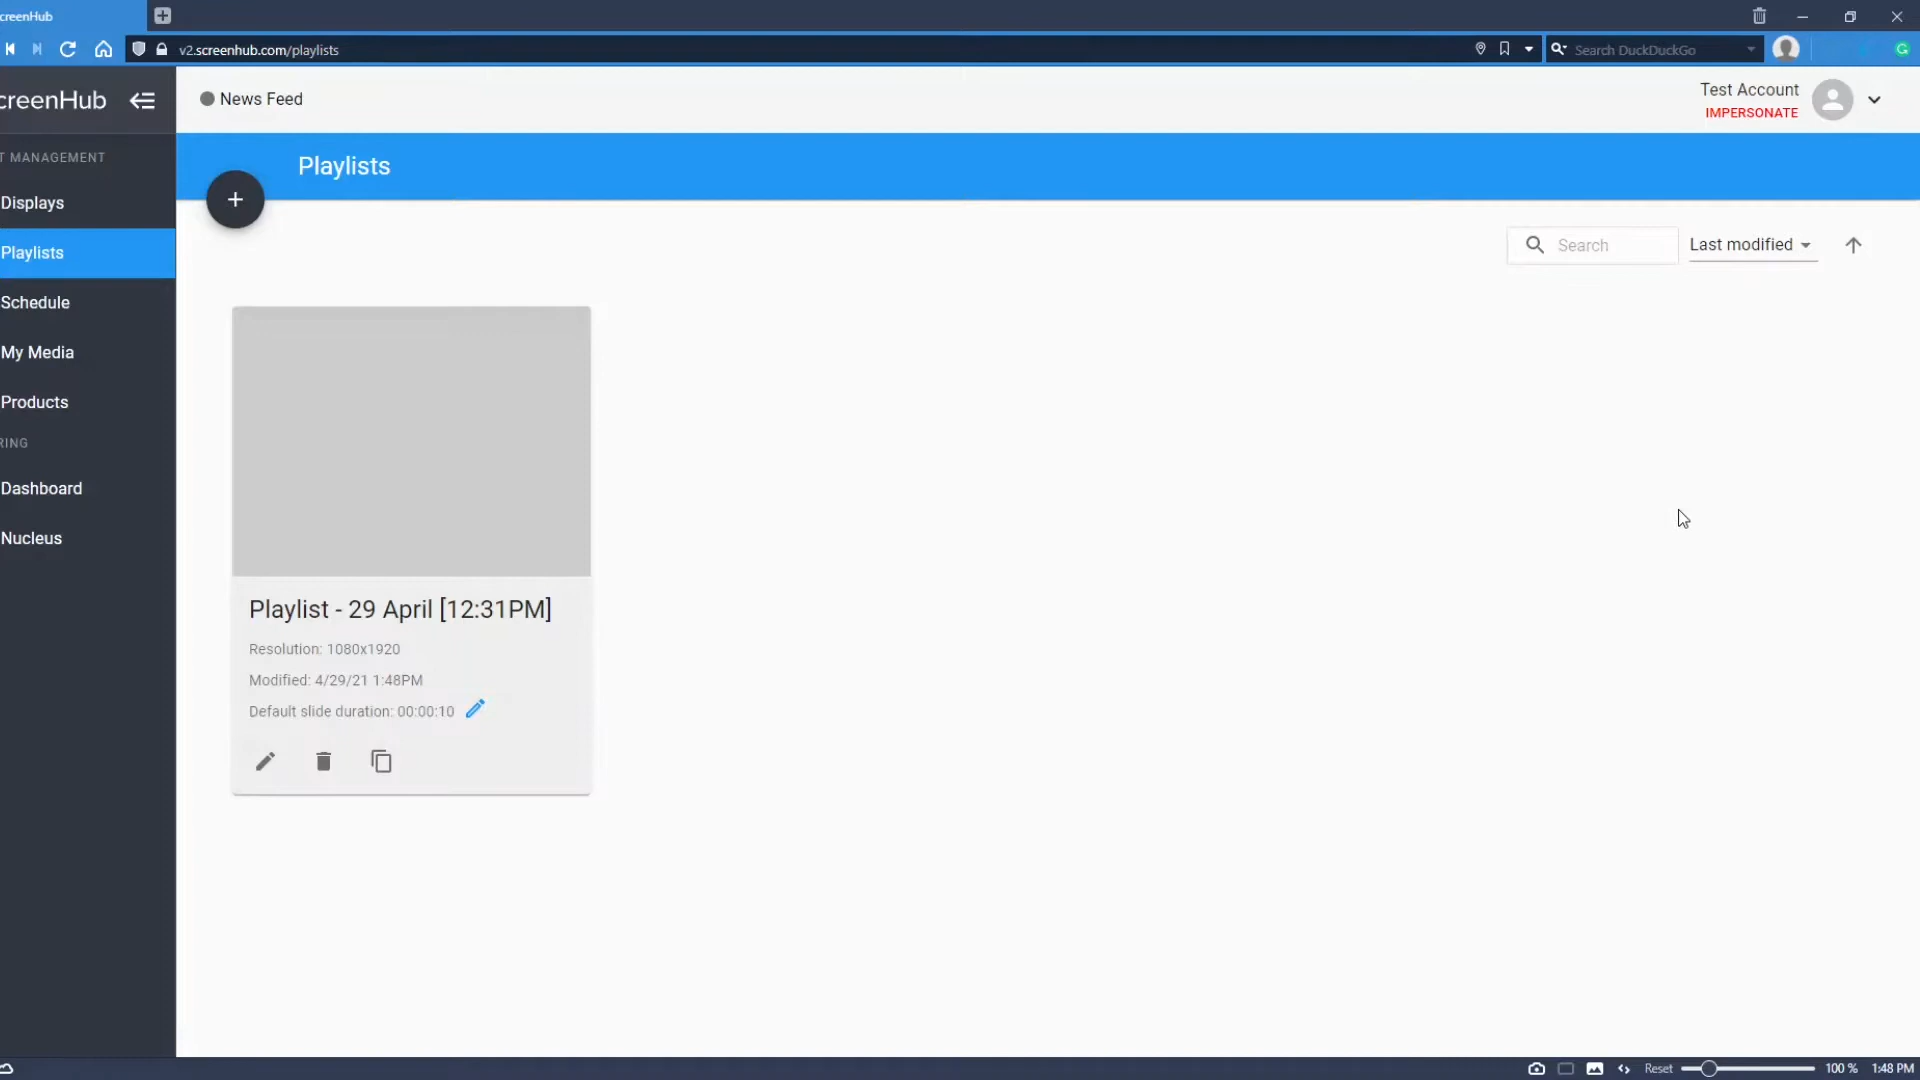 creenHub
v2.screenhub.com/playlists
Search DuckDuckGo
creenHub
News Feed
Test Account
IMPERSONATE
T MANAGEMENT
Playlists
Displays
Playlists
Search
Last modified
Schedule
My Media
Products
RING
Dashboard
Nucleus
Playlist - 29 April [12:31PM]
Resolution: 1080x1920
Modified: 4/29/21 1:48PM
Default slide duration: 00:00:10
Reset
100 %
1:48 PM